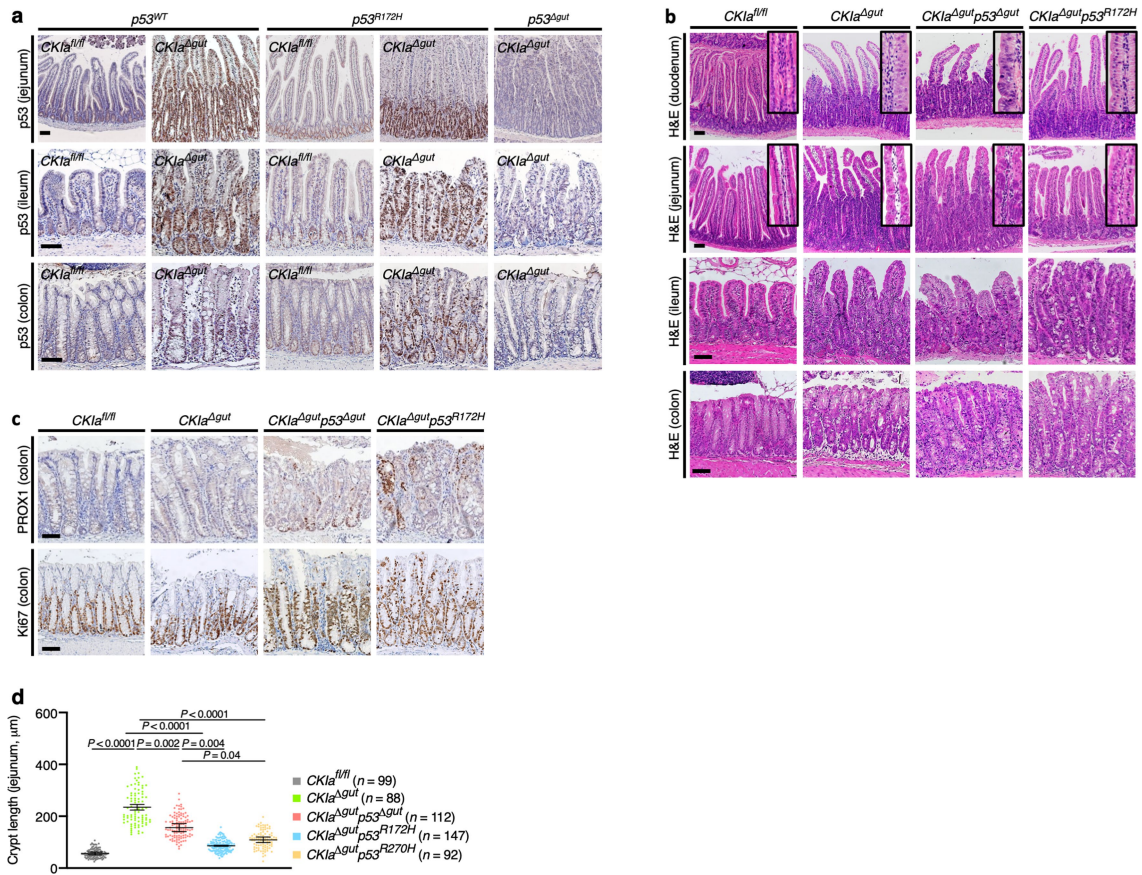 a
p53WT
p53R172H
p53Δgut
CKIafl/fl
CKIaΔgut
CKIafl/fl
CKIaΔgut
CKIaΔgut
p53 (jejunum)
CKIafl/fl
CKIaΔgut
CKIafl/fl
CKIaΔgut
CKIaΔgut
p53 (ileum)
CKIafl/fl
CKIaΔgut
CKIafl/fl
CKIaΔgut
CKIaΔgut
p53 (colon)
b
CKIafl/fl
CKIaΔgut
CKIaΔgutp53Δgut
CKIaΔgutp53R172H
H&E (duodenum)
H&E (jejunum)
H&E (ileum)
H&E (colon)
c
CKIafl/fl
CKIaΔgut
CKIaΔgutp53Δgut
CKIaΔgutp53R172H
PROX1 (colon)
Ki67 (colon)
d
Crypt length (jejunum, μm)
600
400
200
0
P < 0.0001
P < 0.0001
P < 0.0001
P = 0.002
P = 0.004
P = 0.04
CKIafl/fl (n = 99)
CKIaΔgut (n = 88)
CKIaΔgutp53Δgut (n = 112)
CKIaΔgutp53R172H (n = 147)
CKIaΔgutp53R270H (n = 92)